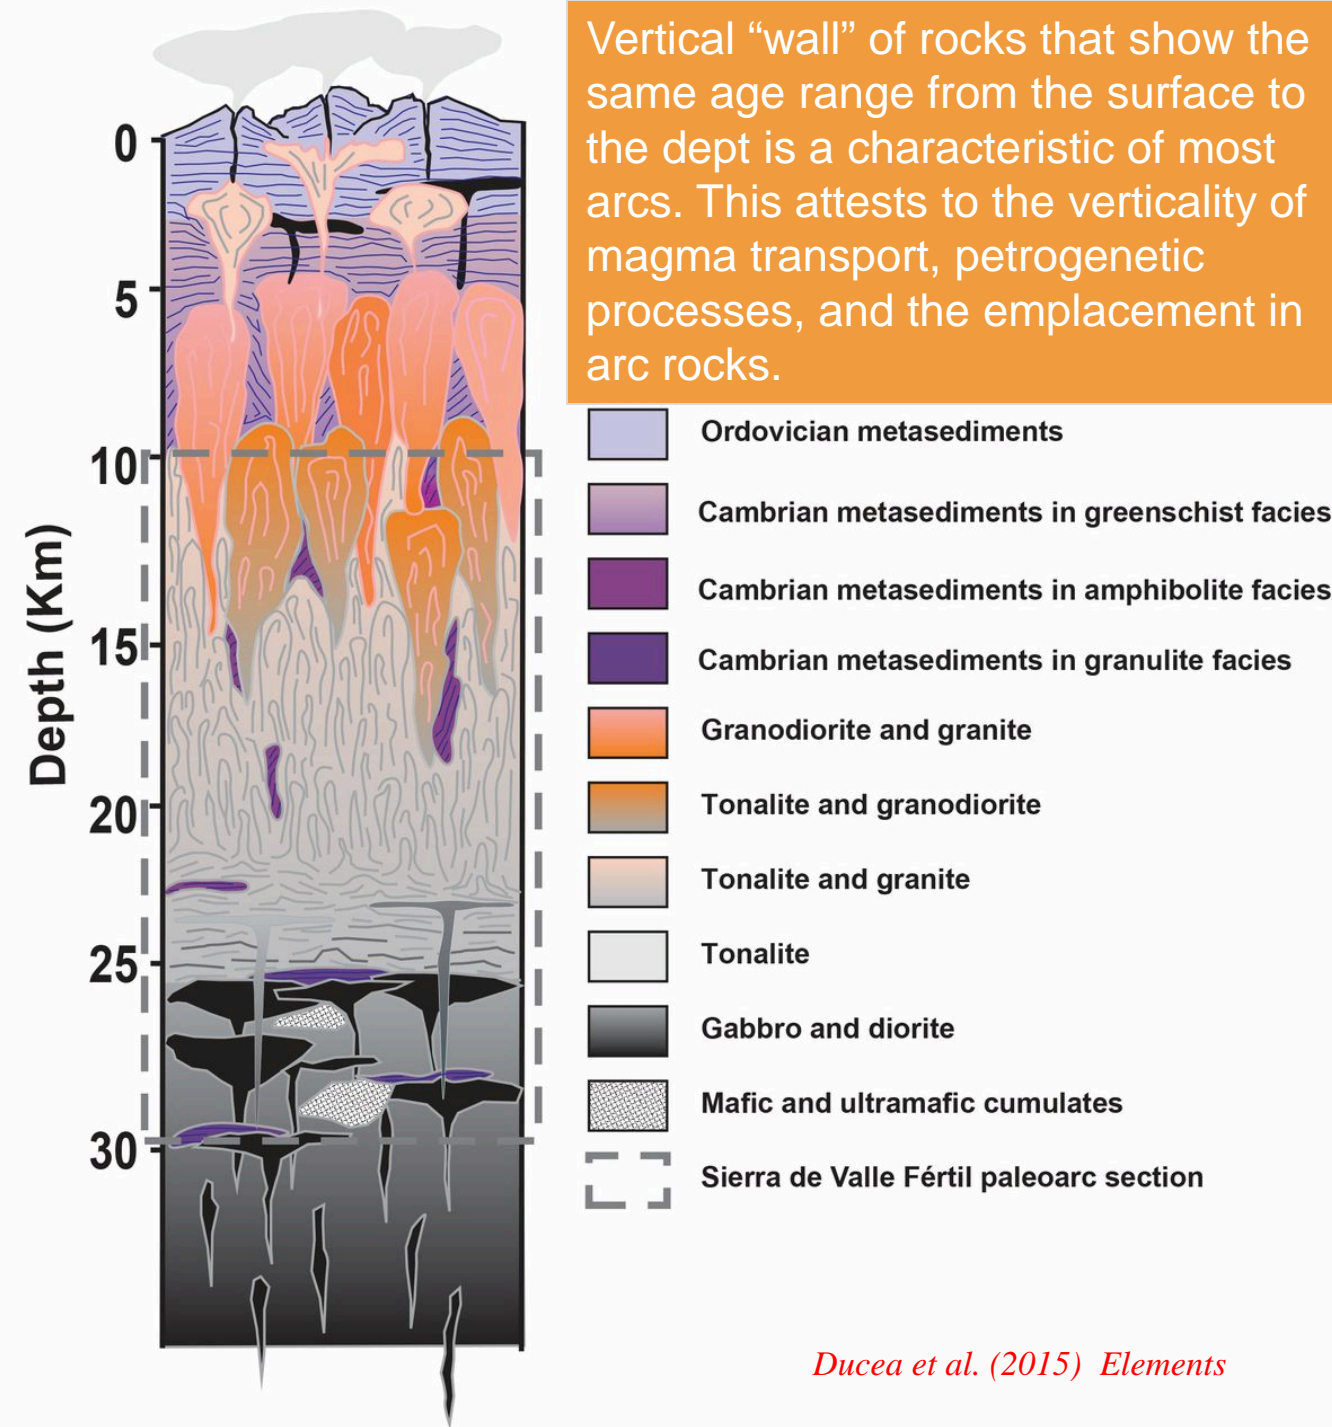 Vertical “wall” of rocks that show the
same age range from the surface to
the dept is a characteristic of most
arcs. This attests to the verticality of
magma transport, petrogenetic
processes, and the emplacement in
arc rocks.
Depth (Km)
0
5
10
15
20
25
30
Ordovician metasediments
Cambrian metasediments in greenschist facies
Cambrian metasediments in amphibolite facies
Cambrian metasediments in granulite facies
Granodiorite and granite
Tonalite and granodiorite
Tonalite and granite
Tonalite
Gabbro and diorite
Mafic and ultramafic cumulates
Sierra de Valle Fértil paleoarc section
Ducea et al. (2015) Elements